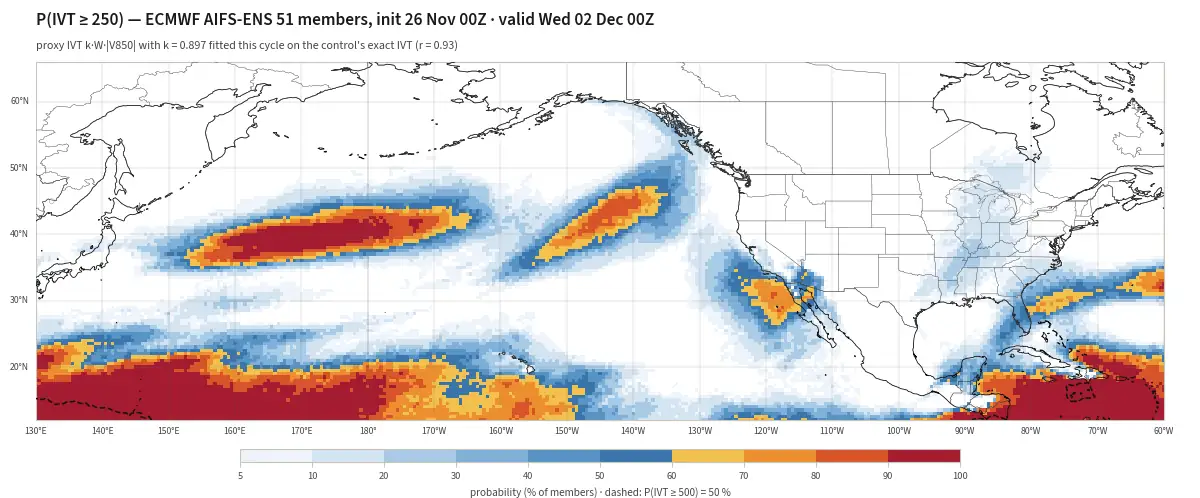 P(IVT ≥ 250) — ECMWF AIFS-ENS 51 members, init 26 Nov 00Z · valid Wed 02 Dec 00Z
proxy IVT k·W·|V850| with k = 0.897 fitted this cycle on the control's exact IVT (r = 0.93)
60°N
50°N
40°N
30°N
20°N
130°E 140°E 150°E 160°E 170°E 180° 170°W 160°W 150°W 140°W 130°W 120°W 110°W 100°W 90°W 80°W 70°W 60°W
5 10 20 30 40 50 60 70 80 90 100
probability (% of members) · dashed: P(IVT ≥ 500) = 50 %